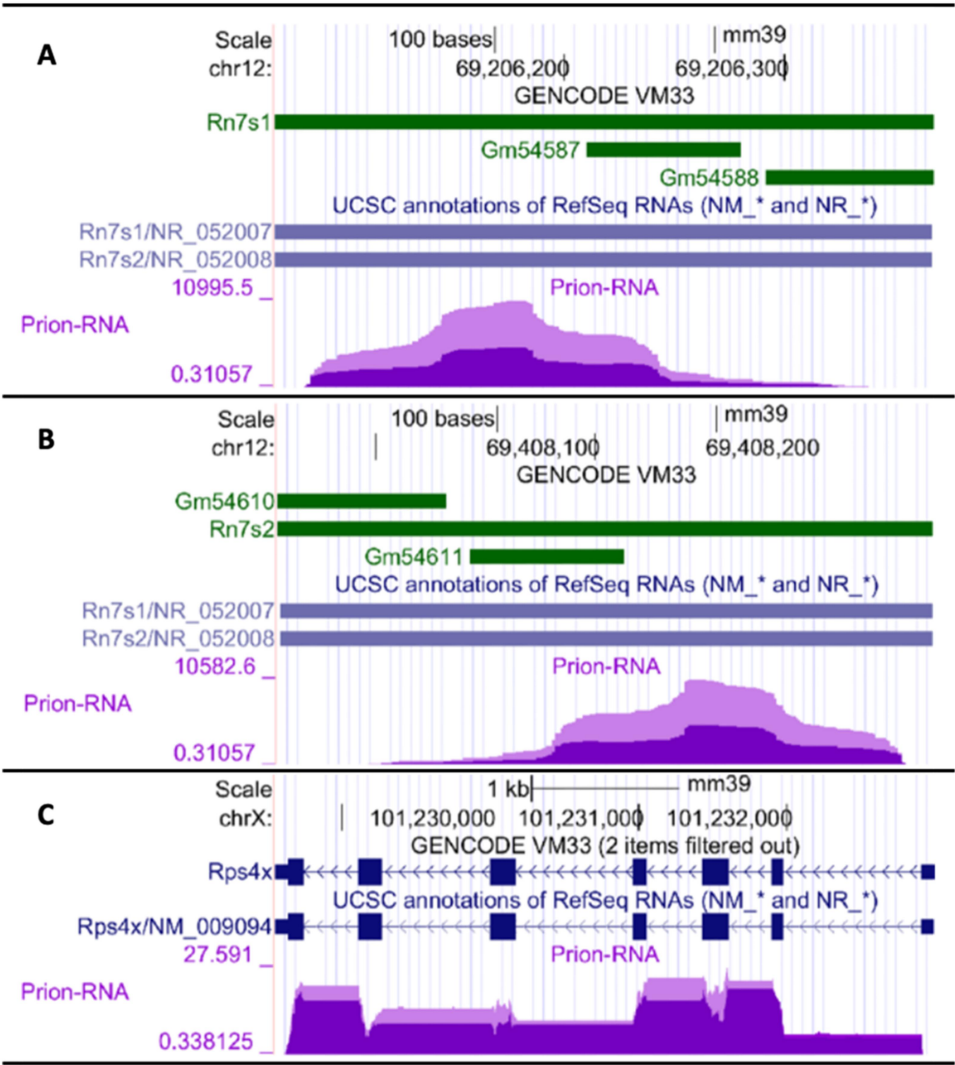 A
Scale 100 bases mm39
chr12: 69,206,200 69,206,300
GENCODE VM33
Rn7s1
Gm54587
Gm54588
UCSC annotations of RefSeq RNAs (NM_* and NR_*)
Rn7s1/NR_052007
Rn7s2/NR_052008
10995.5 _ Prion-RNA
Prion-RNA
0.31057 _
B
Scale 100 bases mm39
chr12: 69,408,100 69,408,200
GENCODE VM33
Gm54610
Rn7s2
Gm54611
UCSC annotations of RefSeq RNAs (NM_* and NR_*)
Rn7s1/NR_052007
Rn7s2/NR_052008
10582.6 _ Prion-RNA
Prion-RNA
0.31057 _
C
Scale 1 kb mm39
chrX: 101,230,000 101,231,000 101,232,000
GENCODE VM33 (2 items filtered out)
Rps4x
UCSC annotations of RefSeq RNAs (NM_* and NR_*)
Rps4x/NM_009094
27.591 _ Prion-RNA
Prion-RNA
0.338125 _